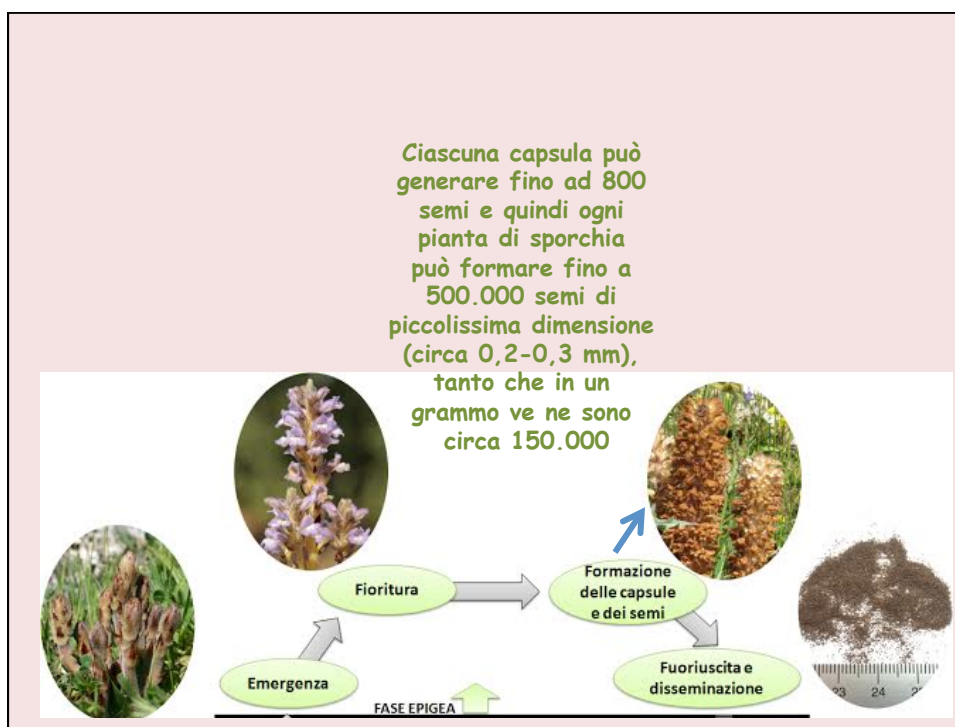 Ciascuna capsula può
generare fino ad 800
semi e quindi ogni
pianta di sporchia
può formare fino a
500.000 semi di
piccolissima dimensione
(circa 0,2-0,3 mm),
tanto che in un
grammo ve ne sono
circa 150.000
Fioritura
Formazione
delle capsule
e dei semi
Emergenza
Fuoriuscita e
disseminazione
FASE EPIGEA
23 24 25